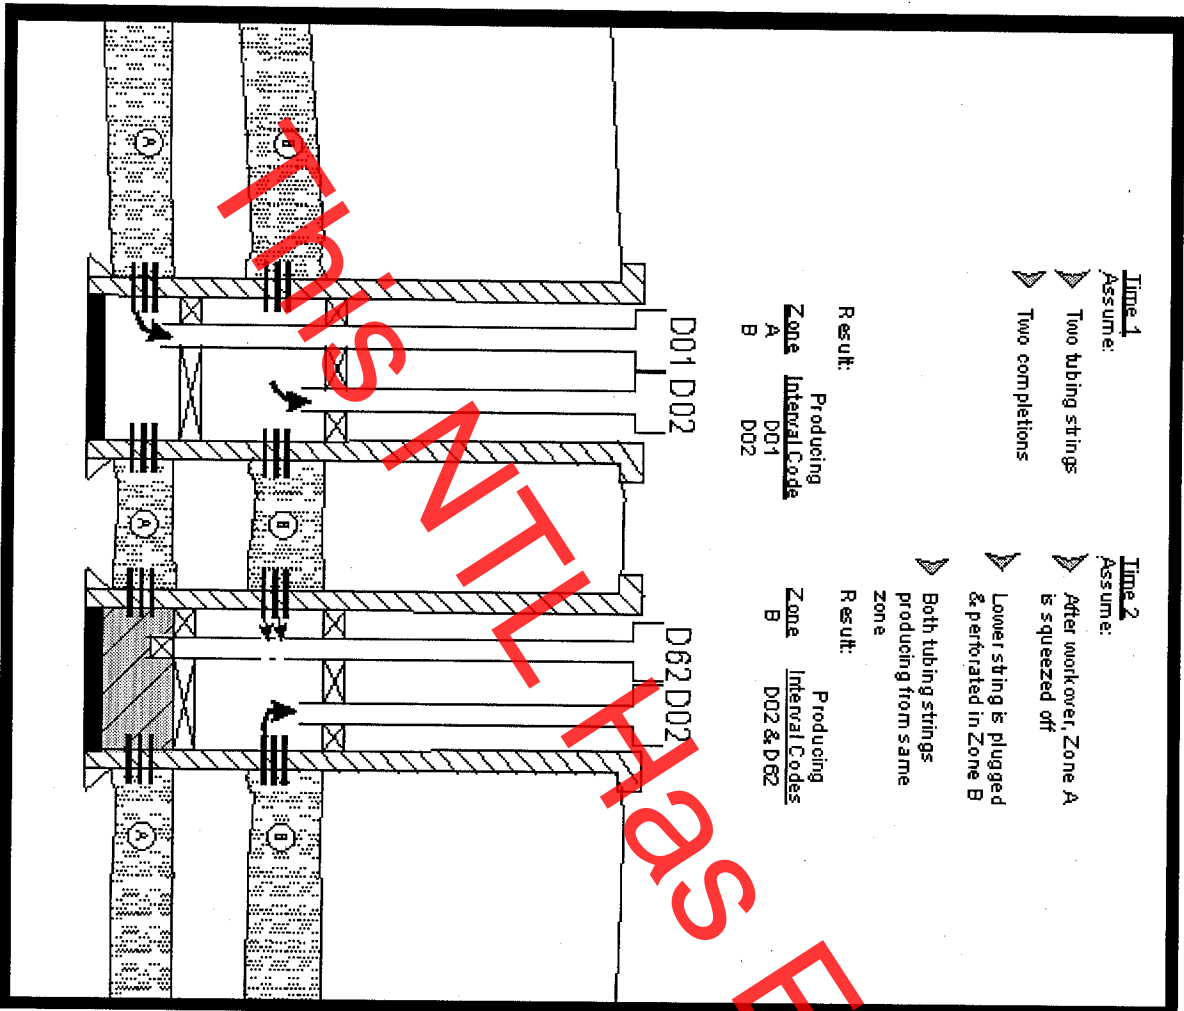 Time 1
Assume:
Two tubing strings
Two completions
Result:
Producing
Zone Interval Code
A D01
B D02
Time 2
Assume:
After workover, Zone A
is squeezed off
Lower string is plugged
& perforated in Zone B
Both tubing strings
producing from same
zone
Result:
Producing
Zone Interval Codes
B D02 & D62
D01 D02
D62 D02
B
B
B
A
A
A
This NTL Has E